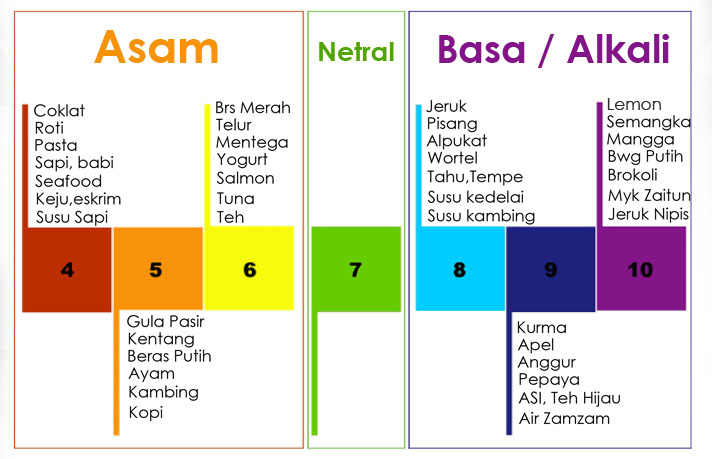 Asam
Netral
Basa / Alkali
Coklat
Roti
Pasta
Sapi, babi
Seafood
Keju,eskrim
Susu Sapi
Brs Merah
Telur
Mentega
Yogurt
Salmon
Tuna
Teh
Jeruk
Pisang
Alpukat
Wortel
Tahu,Tempe
Susu kedelai
Susu kambing
Lemon
Semangka
Mangga
Bwg Putih
Brokoli
Myk Zaitun
Jeruk Nipis
4
5
6
7
8
9
10
Gula Pasir
Kentang
Beras Putih
Ayam
Kambing
Kopi
Kurma
Apel
Anggur
Pepaya
ASI, Teh Hijau
Air Zamzam